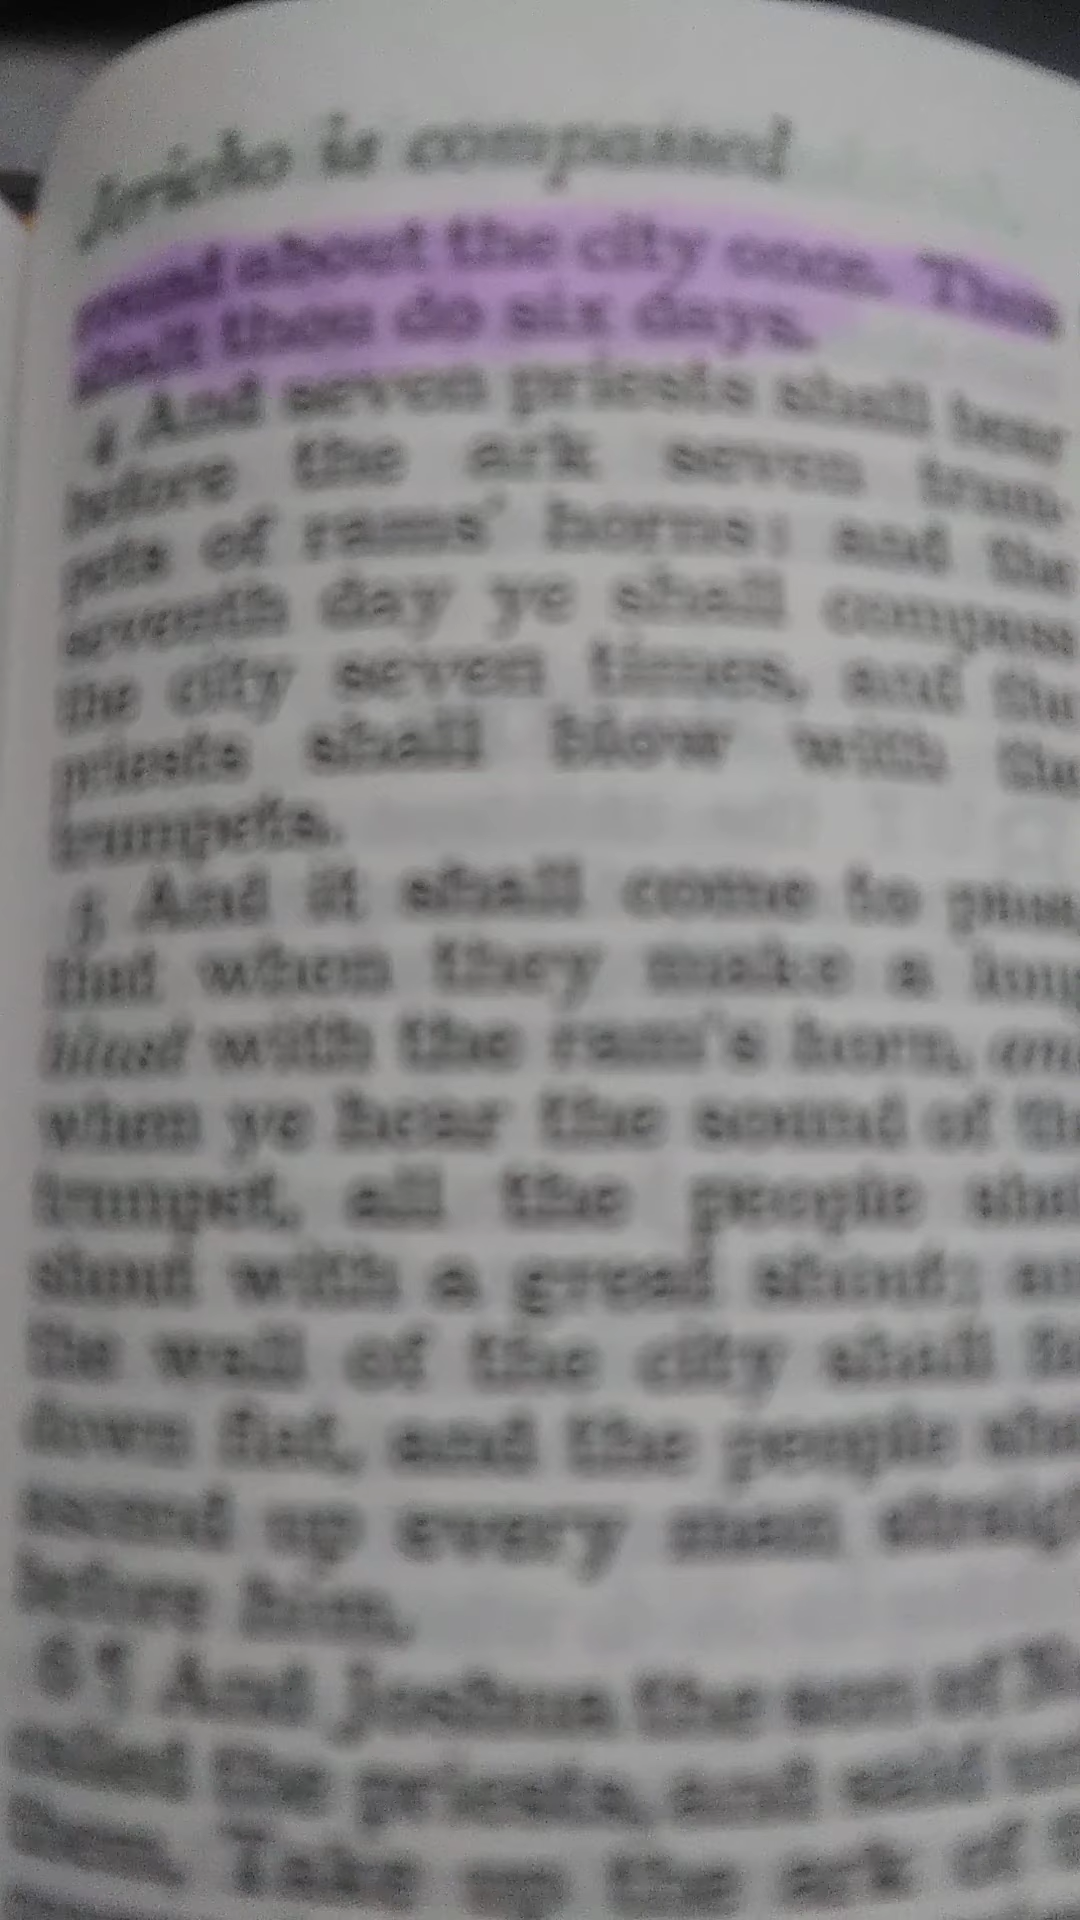 Jericho is compassed
round about the city once. Thus
shalt thou do six days.
4 And seven priests shall bear
before the ark seven trum-
pets of rams' horns: and the
seventh day ye shall compass
the city seven times, and the
priests shall blow with the
trumpets.
5 And it shall come to pass,
that when they make a long
blast with the ram's horn, and
when ye hear the sound of the
trumpet, all the people shall
shout with a great shout; and
the wall of the city shall fall
down flat, and the people shall
ascend up every man straight
before him.
6 ¶ And Joshua the son of
called the priests, and said unto
them, Take up the ark of